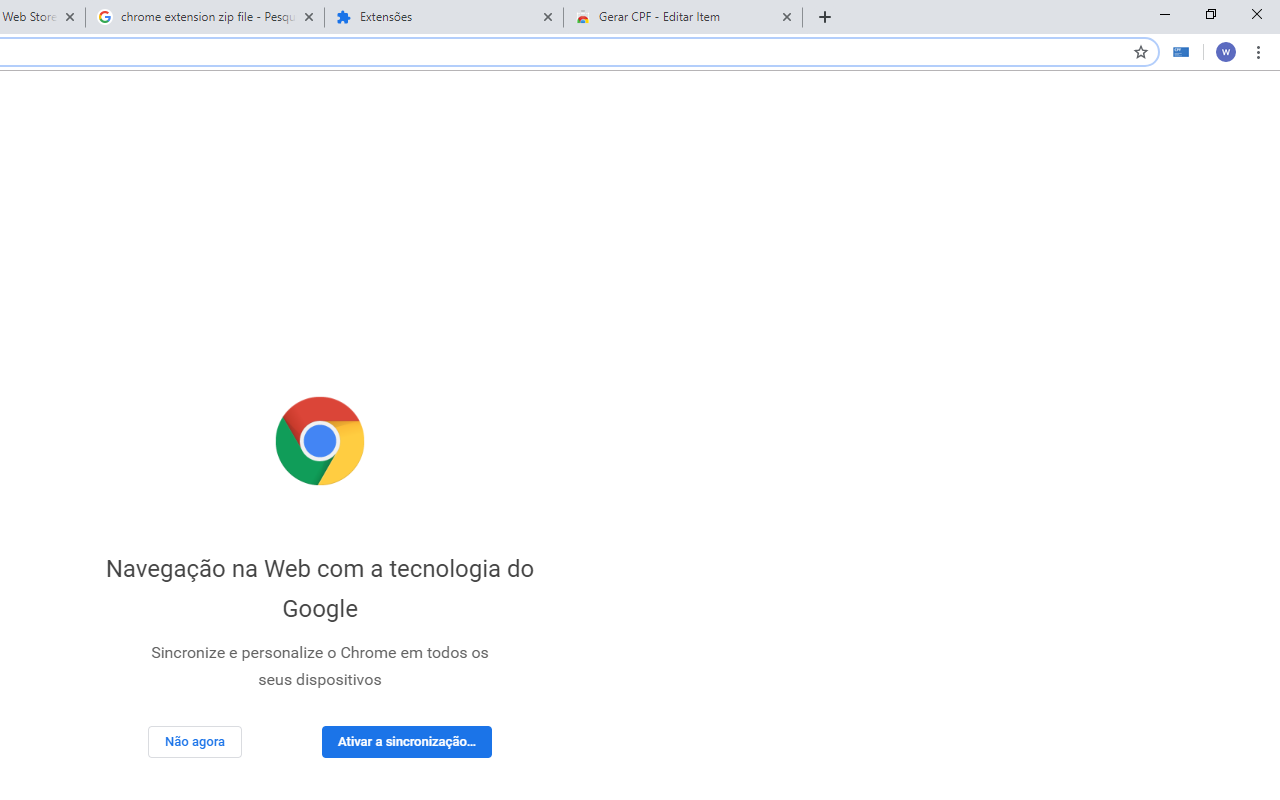 Web Store
chrome extension zip file - Pesqu
Extensões
Gerar CPF - Editar Item
W
Navegação na Web com a tecnologia do
Google
Sincronize e personalize o Chrome em todos os
seus dispositivos
Não agora
Ativar a sincronização...